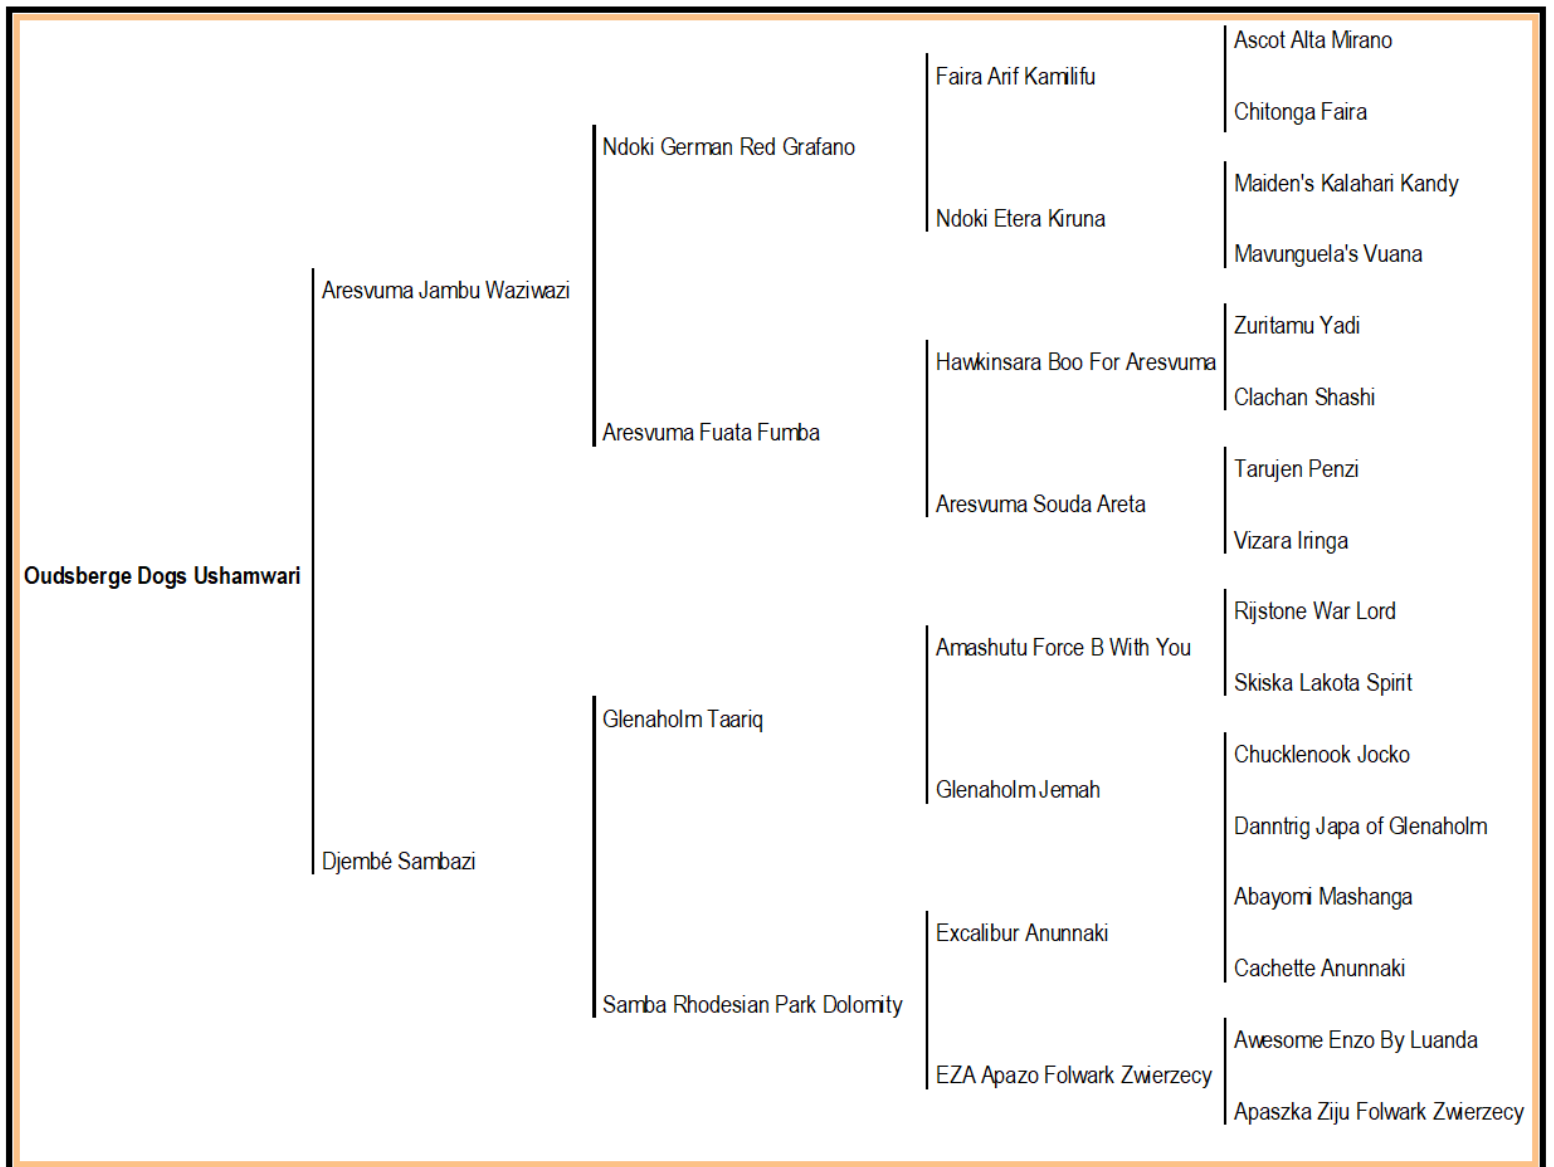 Ascot Alta Mirano
Faira Arif Kamilifu
Chitonga Faira
Ndoki German Red Grafano
Maiden's Kalahari Kandy
Ndoki Etera Kiruna
Mavunguela's Vuana
Aresvuma Jambu Waziwazi
Zuritamu Yadi
Hawkinsara Boo For Aresvuma
Clachan Shashi
Aresvuma Fuata Fumba
Tarujen Penzi
Aresvuma Souda Areta
Vizara Iringa
Oudsberge Dogs Ushamwari
Rijstone War Lord
Amashutu Force B With You
Skiska Lakota Spirit
Glenaholm Taariq
Chucklenook Jocko
Glenaholm Jemah
Danntrig Japa of Glenaholm
Djembé Sambazi
Abayomi Mashanga
Excalibur Anunnaki
Cachette Anunnaki
Samba Rhodesian Park Dolomity
Awesome Enzo By Luanda
EZA Apazo Folwark Zwierzecy
Apaszka Ziju Folwark Zwierzecy